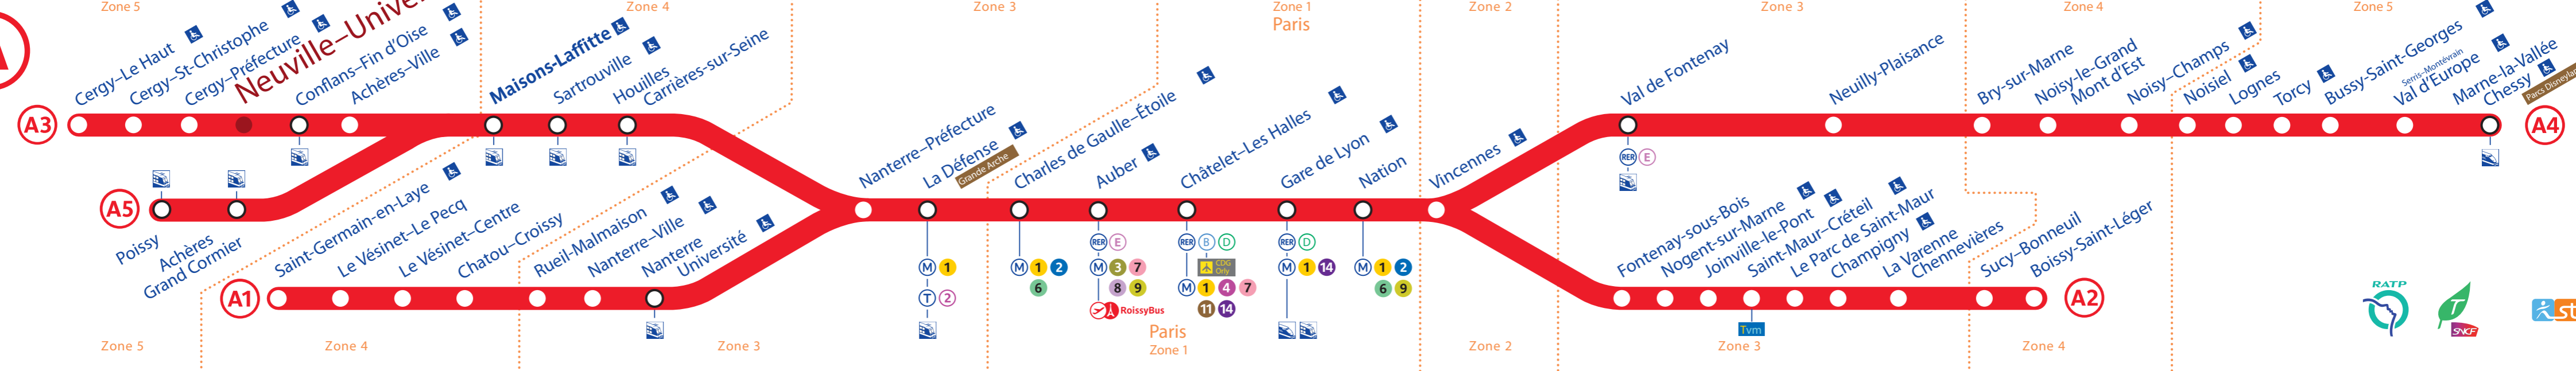 Zone 5
Zone 4
Zone 3
Zone 1
Paris
Zone 2
Zone 3
Zone 4
Zone 5
A3
Cergy–Le Haut
Cergy–St-Christophe
Cergy–Préfecture
Conflans–Fin d'Oise
Achères–Ville
Maisons-Laffitte
Sartrouville
Houilles
Carrières-sur-Seine
A5
Poissy
Achères
Grand Cormier
A1
Saint-Germain-en-Laye
Le Vésinet–Le Pecq
Le Vésinet–Centre
Chatou–Croissy
Rueil-Malmaison
Nanterre–Ville
Nanterre
Université
Nanterre–Préfecture
La Défense
Grande Arche
M 1
T 2
Charles de Gaulle–Étoile
M 1 2
6
Auber
RER E
M 3 7
8 9
RoissyBus
Châtelet–Les Halles
RER B D
CDG
Orly
M 1 4 7
11 14
Gare de Lyon
RER D
M 1 14
Nation
M 1 2
6 9
Vincennes
Val de Fontenay
RER E
Neuilly-Plaisance
Bry-sur-Marne
Noisy-le-Grand
Mont d'Est
Noisy–Champs
Noisiel
Lognes
Torcy
Bussy-Saint-Georges
Serris–Montévrain
Val d'Europe
Marne-la-Vallée
Chessy
Parcs
A4
Fontenay-sous-Bois
Nogent-sur-Marne
Joinville-le-Pont
Saint-Maur–Créteil
Tvm
Le Parc de Saint-Maur
Champigny
La Varenne
Chennevières
Sucy–Bonneuil
Boissy-Saint-Léger
A2
RATP
T
SNCF
Zone 5
Zone 4
Zone 3
Paris
Zone 1
Zone 2
Zone 3
Zone 4